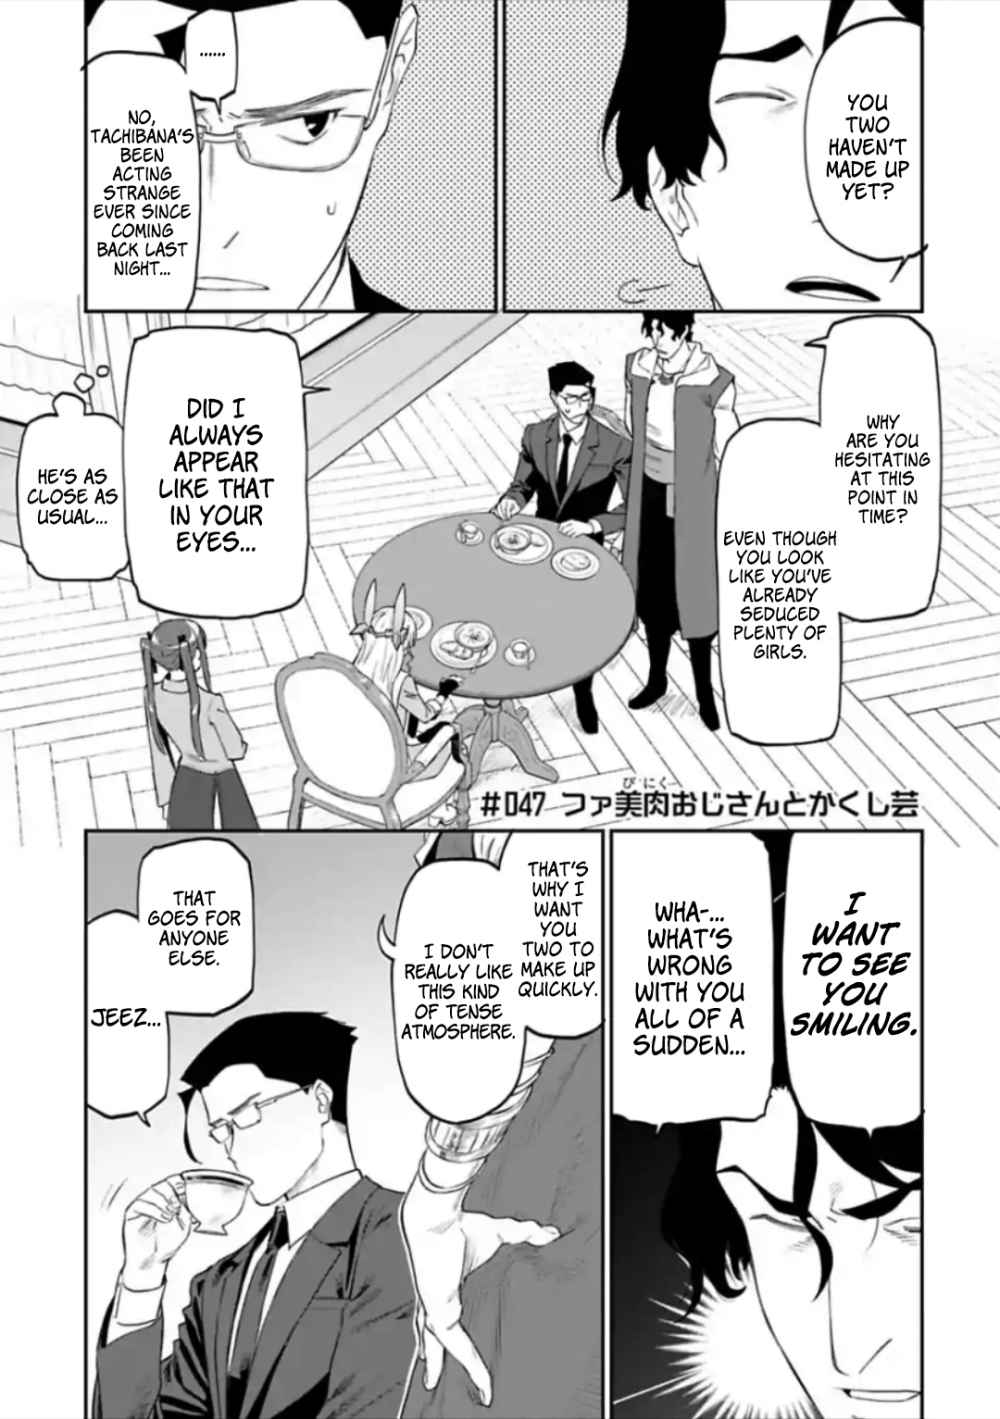 YOU
TWO
HAVEN'T
MADE UP
YET?
......
NO,
TACHIBANA'S
BEEN
ACTING
STRANGE
EVER SINCE
COMING
BACK LAST
NIGHT...
WHY
ARE YOU
HESITATING
AT THIS
POINT IN
TIME?
EVEN THOUGH
YOU LOOK
LIKE YOU'VE
ALREADY
SEDUCED
PLENTY OF
GIRLS.
DID I
ALWAYS
APPEAR
LIKE THAT
IN YOUR
EYES...
HE'S AS
CLOSE AS
USUAL...
びにく
#047 ファ美肉おじさんとかくし芸
I
WANT
TO SEE
YOU
SMILING.
WHA-...
WHAT'S
WRONG
WITH YOU
ALL OF A
SUDDEN...
THAT'S
WHY I
WANT
YOU
TWO TO
MAKE UP
QUICKLY.
I DON'T
REALLY LIKE
THIS KIND
OF TENSE
ATMOSPHERE.
THAT
GOES FOR
ANYONE
ELSE.
JEEZ...